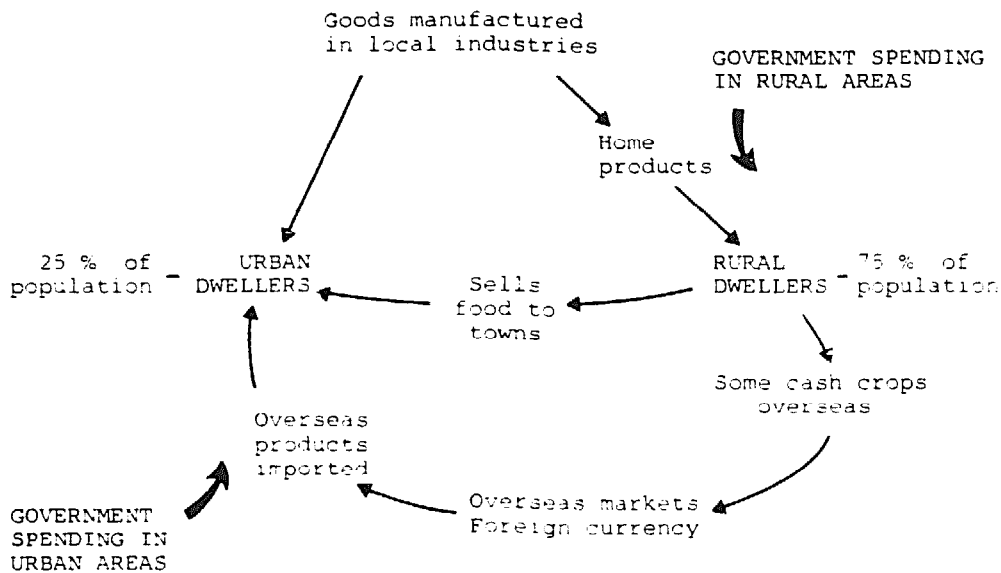 Goods manufactured
in local industries
GOVERNMENT SPENDING
IN RURAL AREAS
Home
products
25 % of
population -
URBAN
DWELLERS
Sells
food to
towns
RURAL
DWELLERS -
75 % of
population
Some cash crops
overseas
Overseas
products
imported
Overseas markets
Foreign currency
GOVERNMENT
SPENDING IN
URBAN AREAS